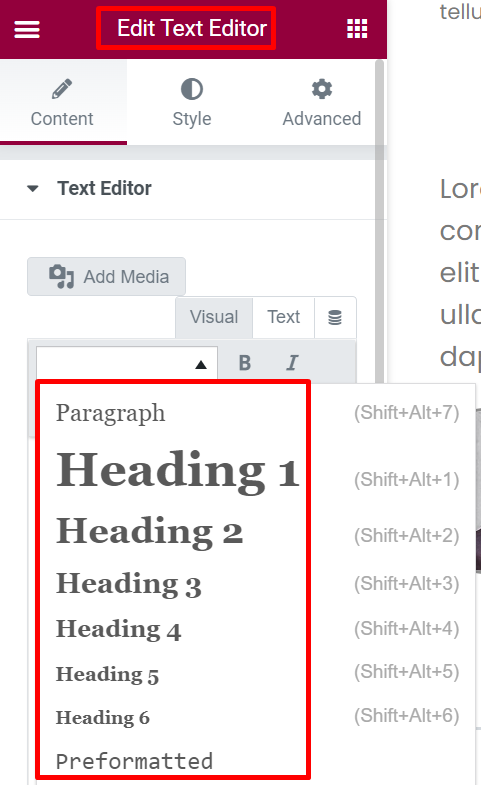 Edit Text Editor
tellu
Content Style Advanced
Text Editor
Lore
con
elit
ulla
dap
Add Media
Visual Text
B I
Paragraph (Shift+Alt+7)
Heading 1 (Shift+Alt+1)
Heading 2 (Shift+Alt+2)
Heading 3 (Shift+Alt+3)
Heading 4 (Shift+Alt+4)
Heading 5 (Shift+Alt+5)
Heading 6 (Shift+Alt+6)
Preformatted